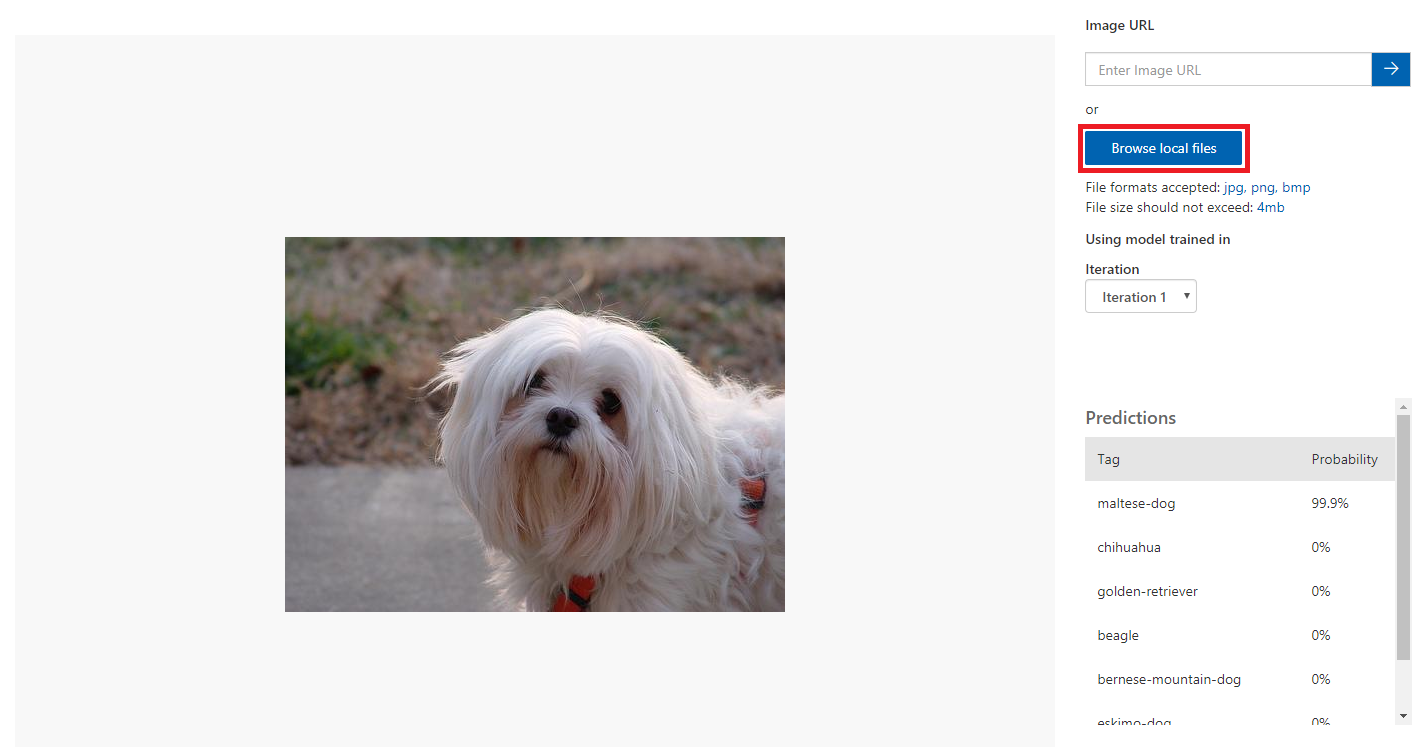 Image URL
Enter Image URL
or
Browse local files
File formats accepted: jpg, png, bmp
File size should not exceed: 4mb
Using model trained in
Iteration
Iteration 1
Predictions
Tag Probability
maltese-dog 99.9%
chihuahua 0%
golden-retriever 0%
beagle 0%
bernese-mountain-dog 0%
eskimo-dog 0%